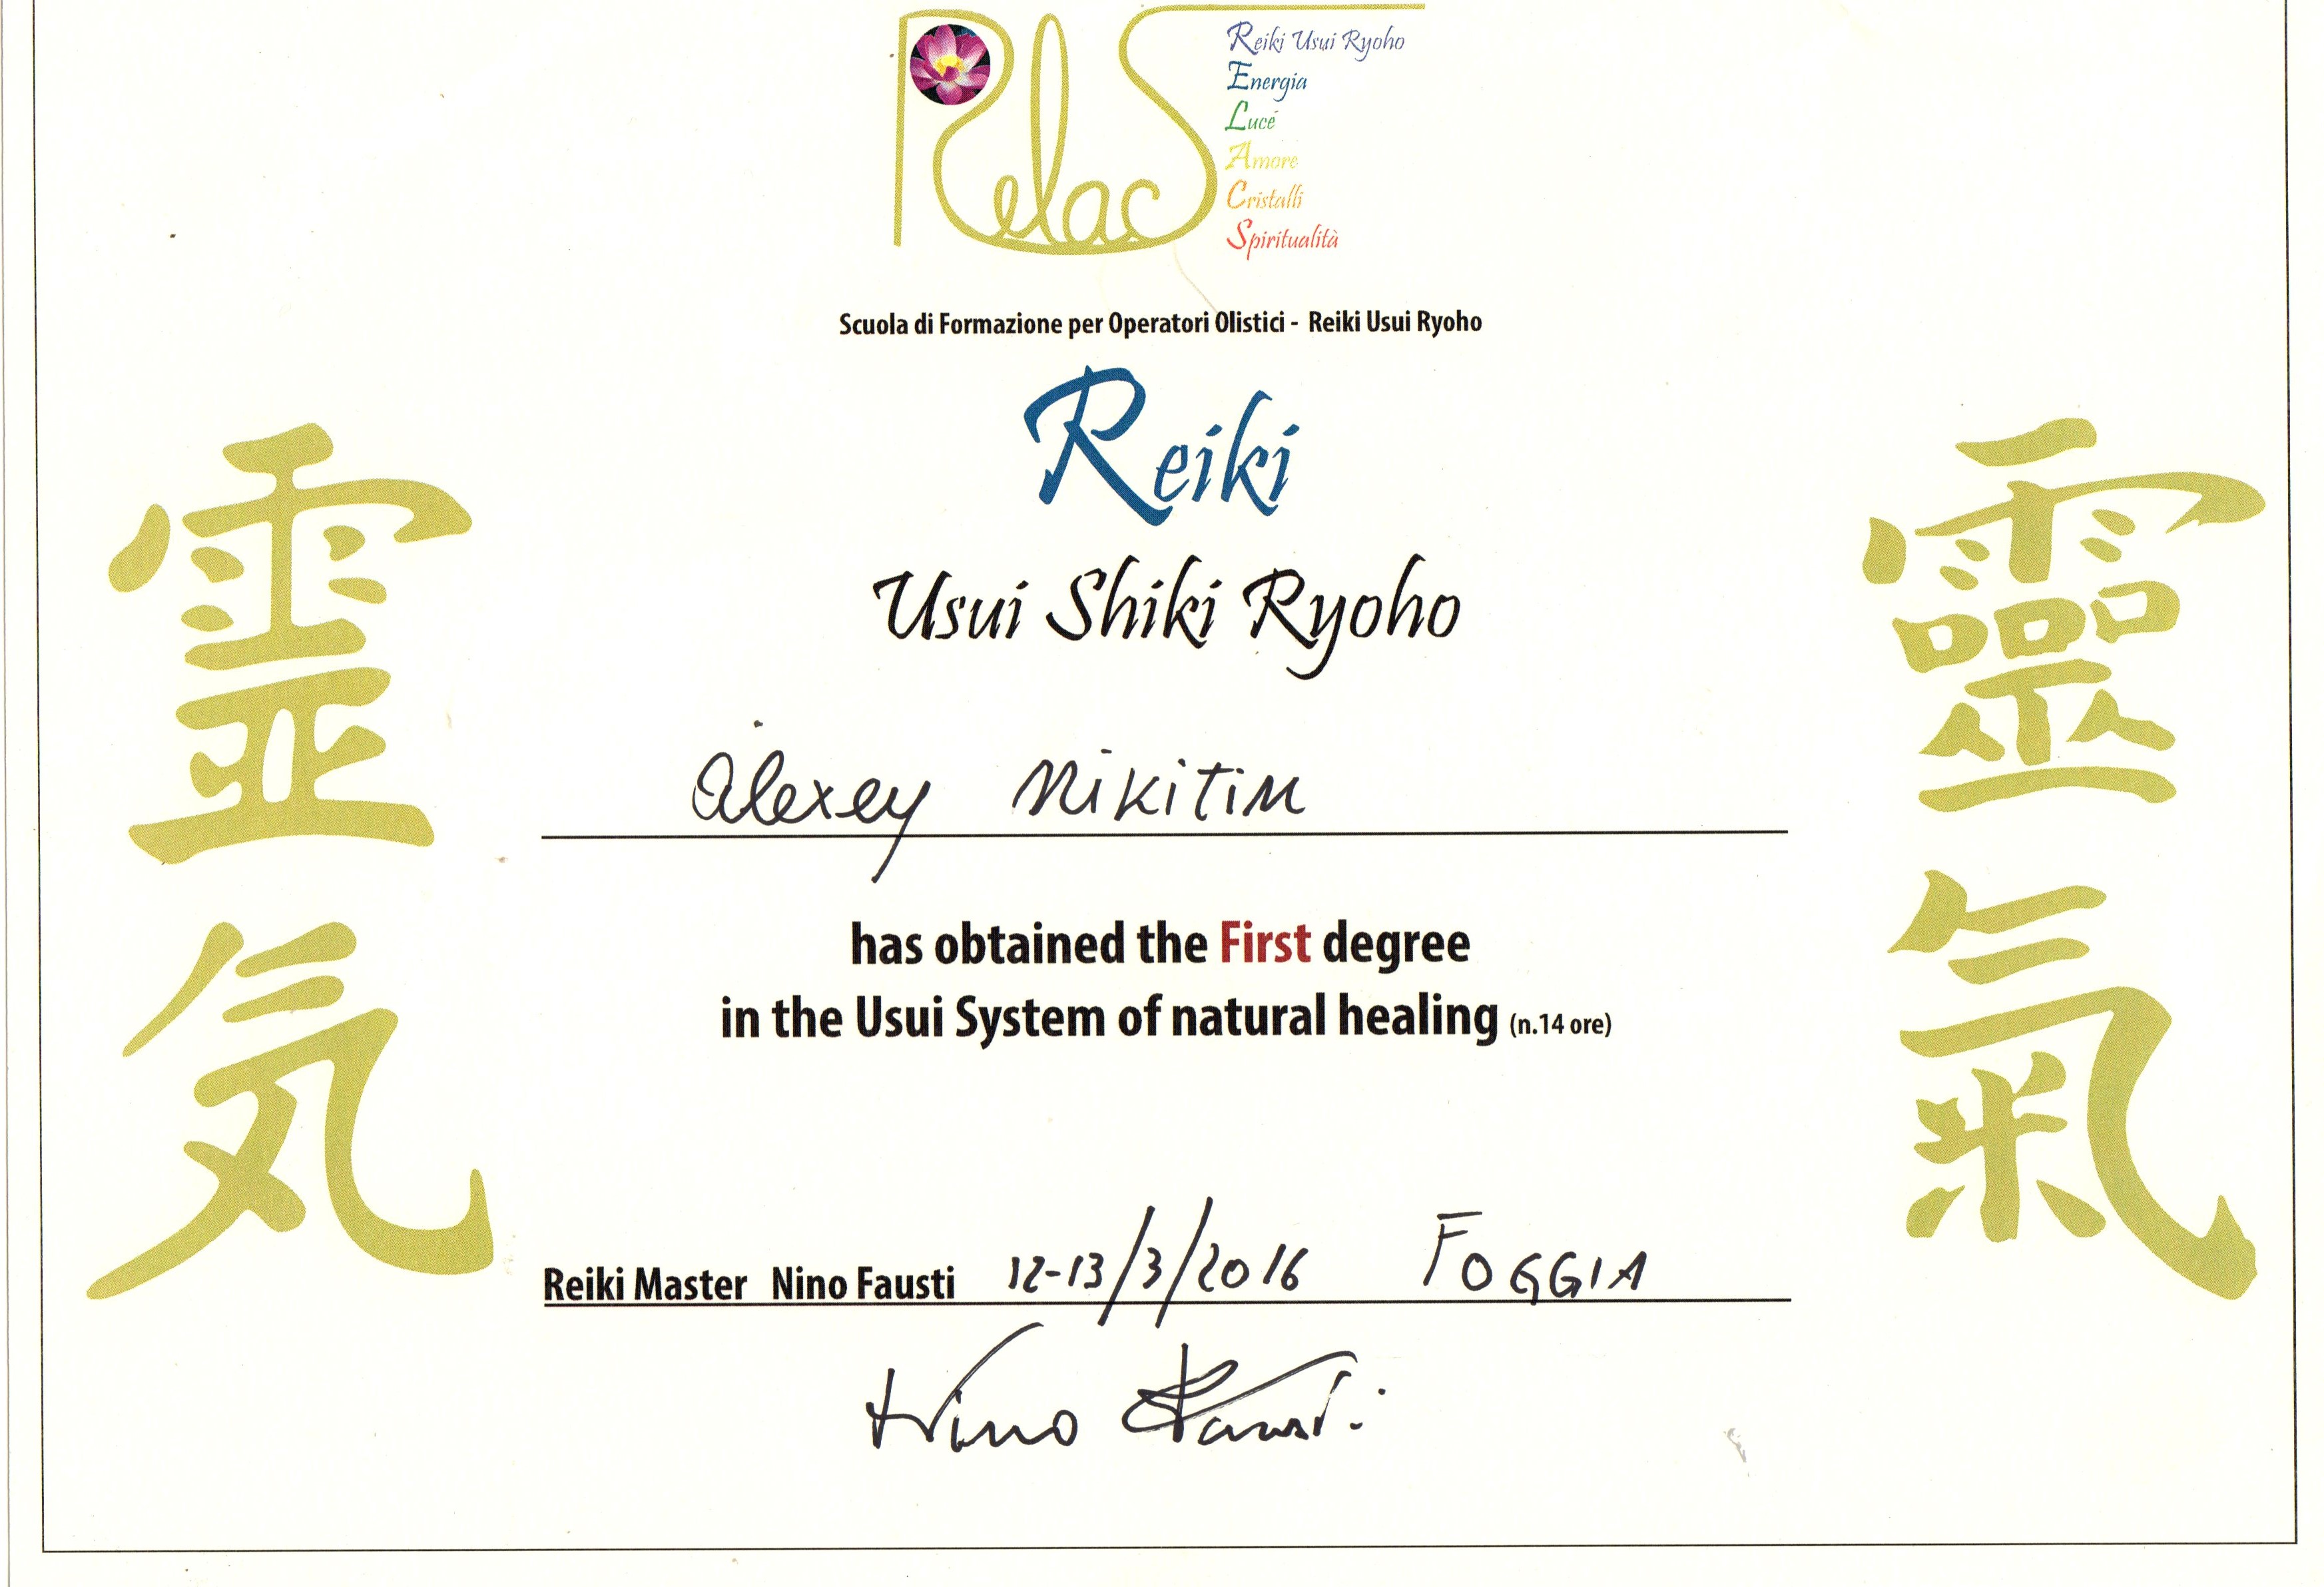 RelacS
Reiki Usui Ryoho
Energia
Luce
Amore
Cristalli
Spiritualità
Scuola di Formazione per Operatori Olistici - Reiki Usui Ryoho
Reiki
Usui Shiki Ryoho
霊気
靈氣
Alexey Nikitin
has obtained the First degree
in the Usui System of natural healing (n.14 ore)
Reiki Master Nino Fausti 12-13/3/2016 FOGGIA
Nino Fausti